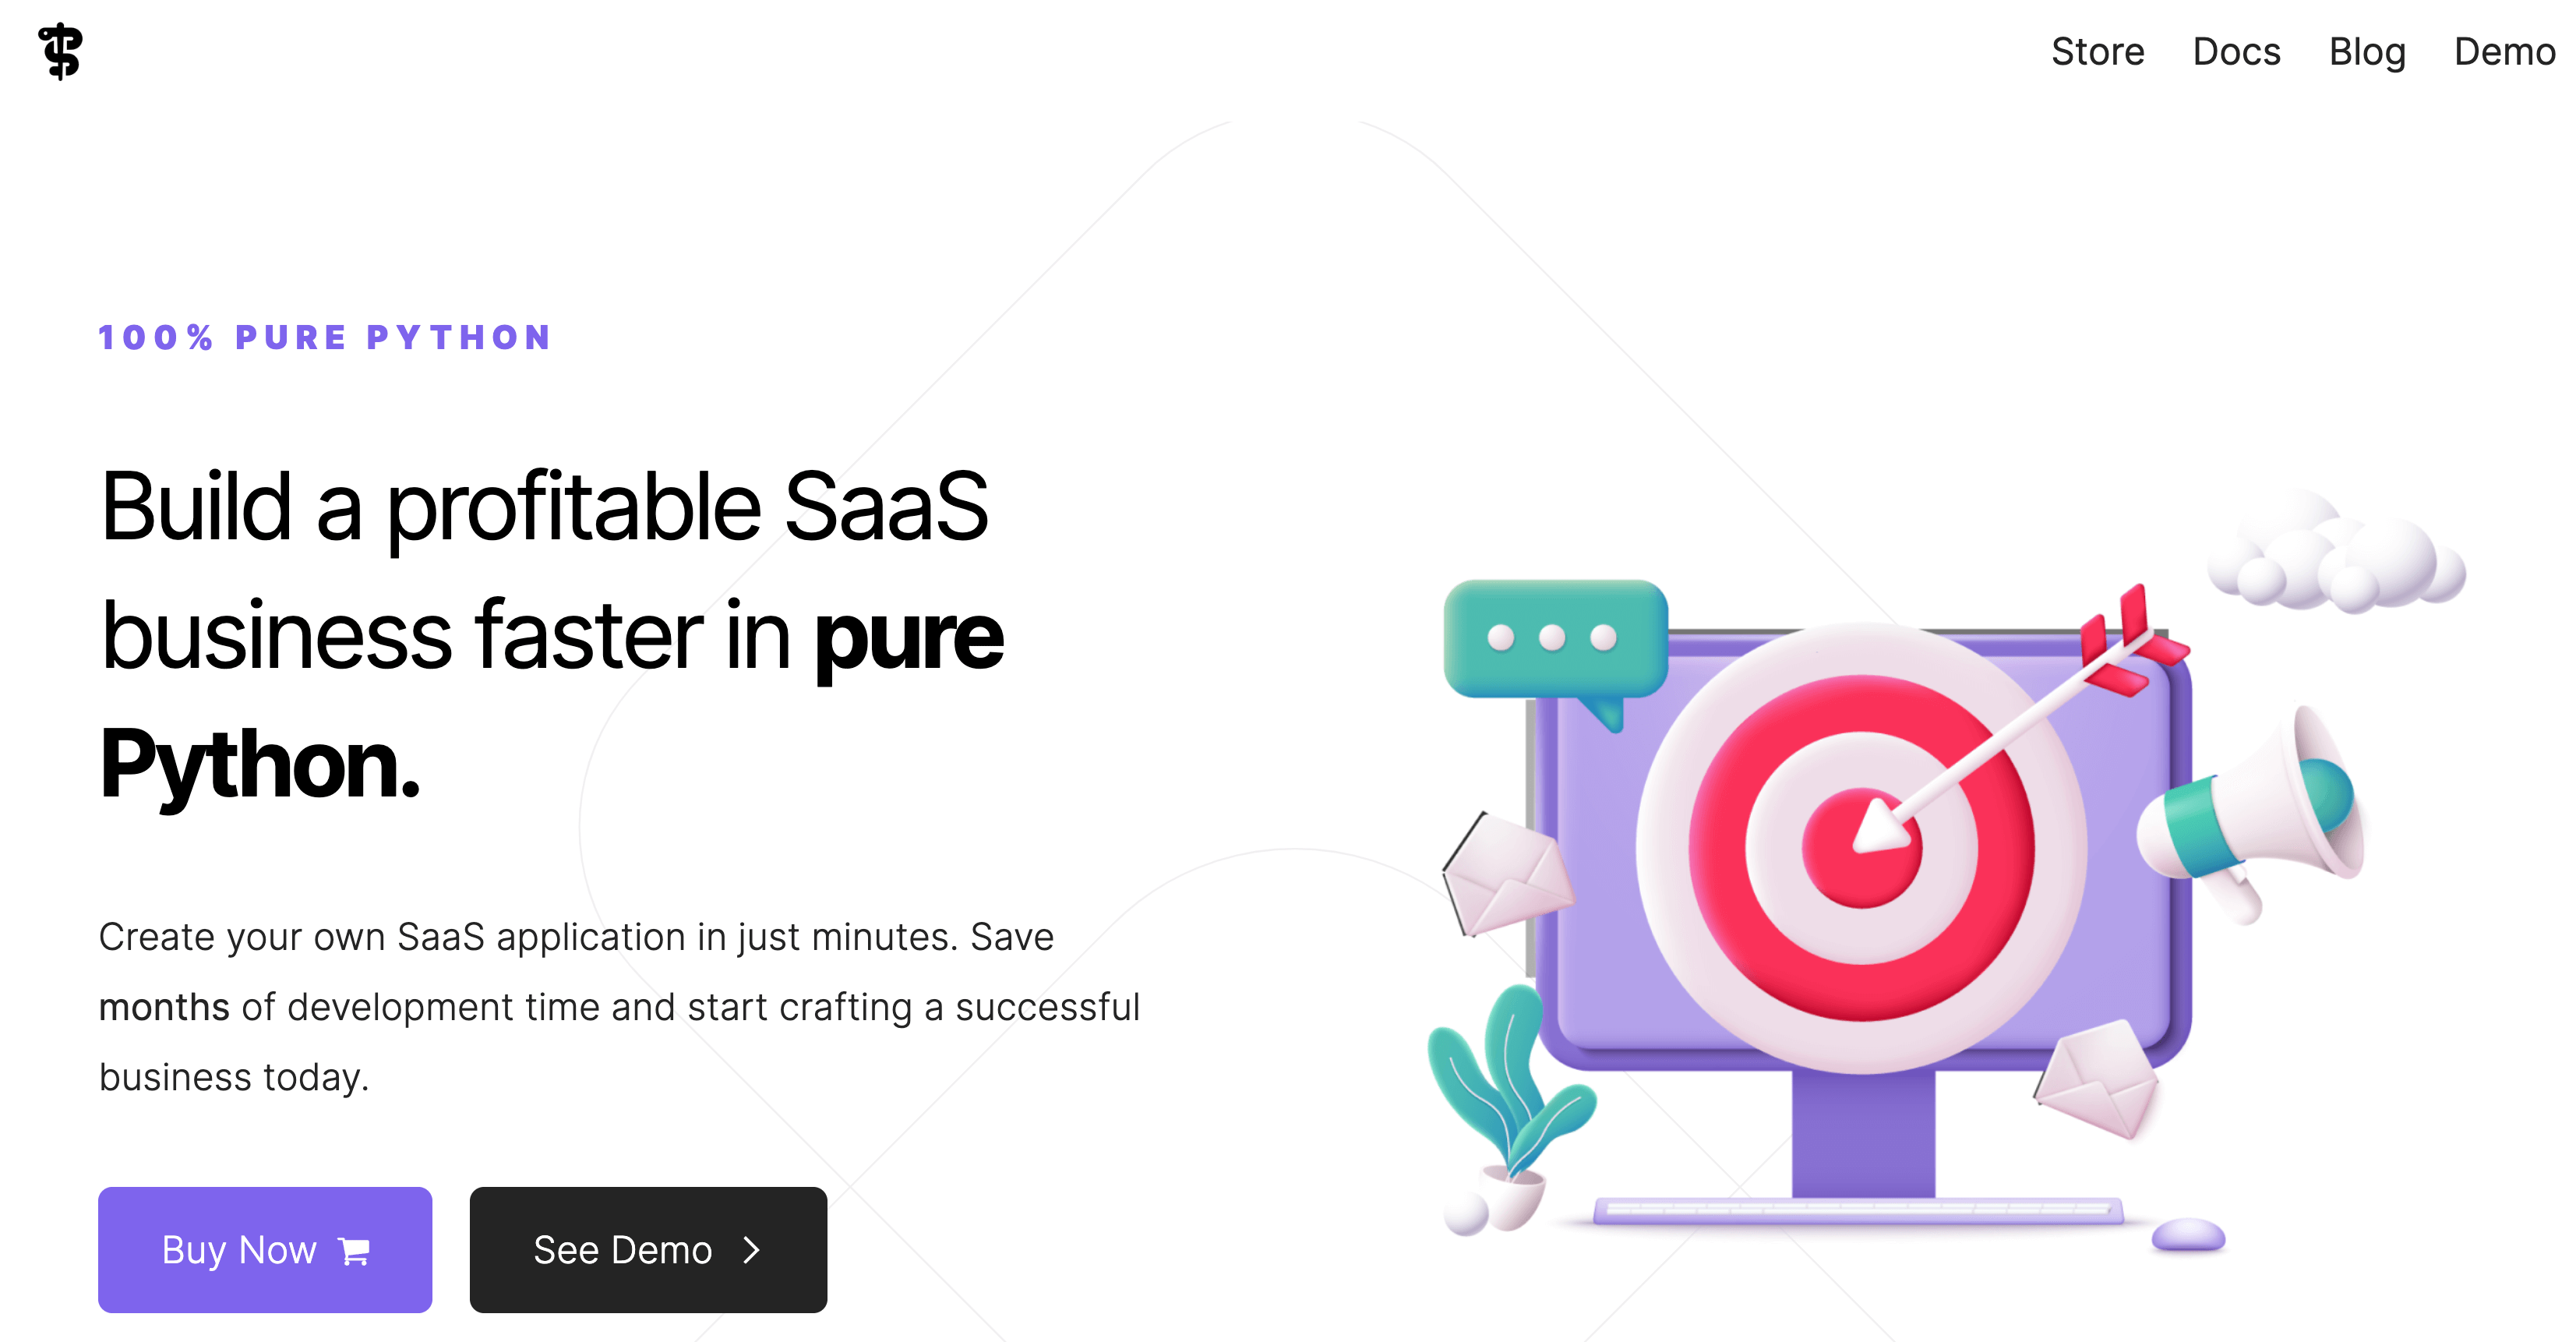 Store Docs Blog Demo
100% PURE PYTHON
Build a profitable SaaS
business faster in pure
Python.
Create your own SaaS application in just minutes. Save
months of development time and start crafting a successful
business today.
Buy Now See Demo